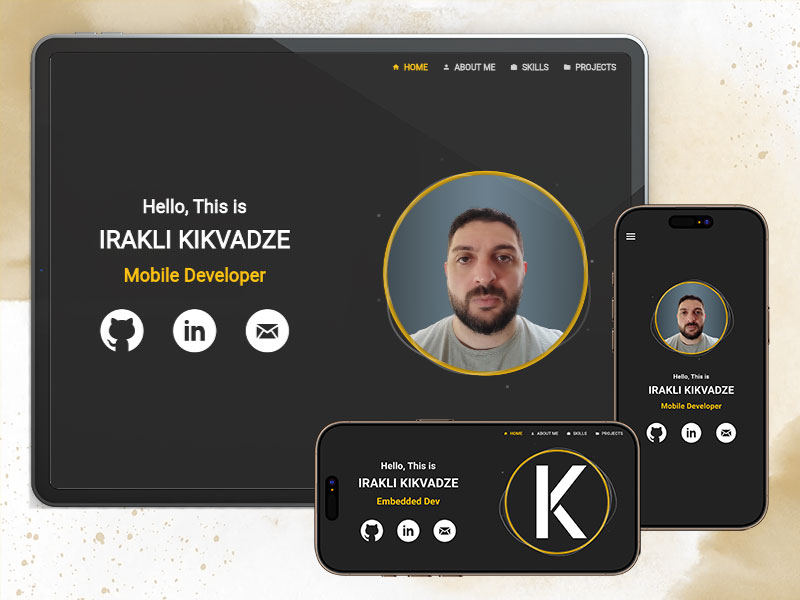 HOME ABOUT ME SKILLS PROJECTS
Hello, This is
IRAKLI KIKVADZE
Mobile Developer
in
Hello, This is
IRAKLI KIKVADZE
Mobile Developer
in
HOME ABOUT ME SKILLS PROJECTS
Hello, This is
IRAKLI KIKVADZE
Embedded Dev
in
K